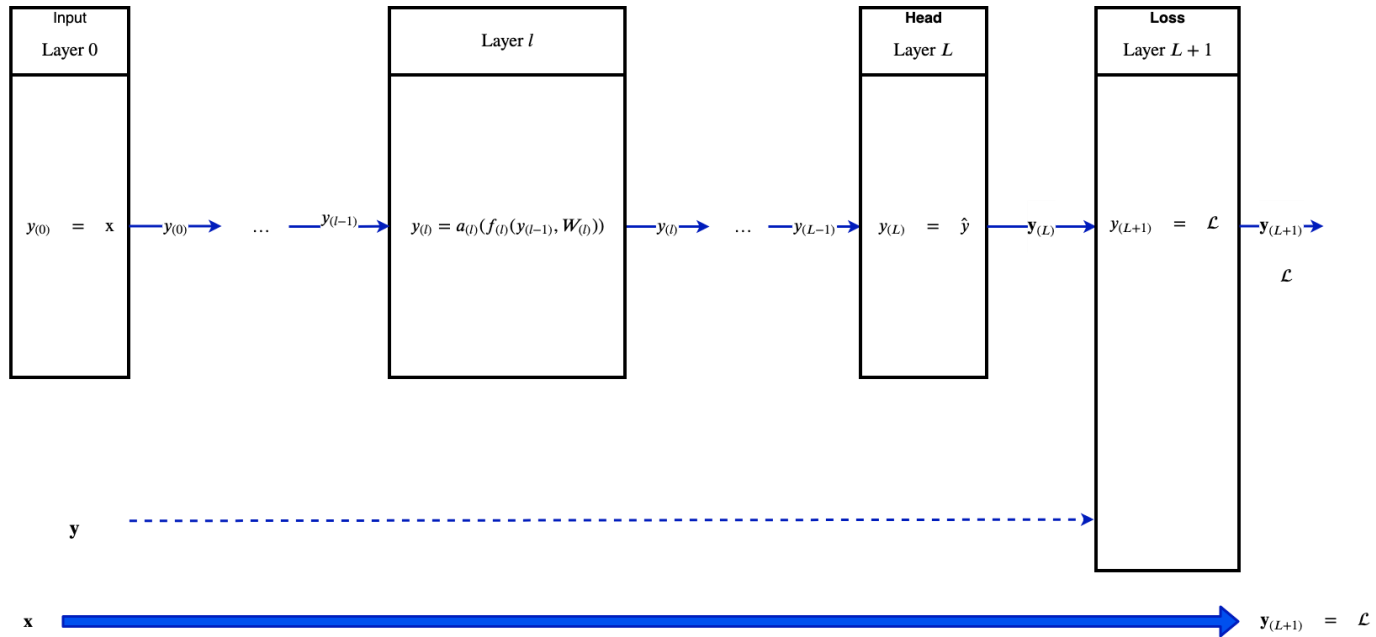 Input
Layer 0
Layer l
Head
Layer L
Loss
Layer L + 1
y(0) = x
y(0)
…
y(l−1)
y(l) = a(l)(f(l)(y(l−1), W(l)))
y(l)
…
y(L−1)
y(L) = ŷ
y(L)
y(L+1) = ℒ
y(L+1)
ℒ
y
x
y(L+1) = ℒ